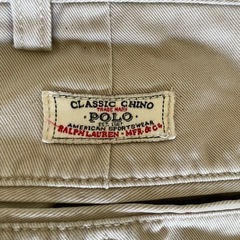 CLASSIC CHINO
TRADE MARK
·POLO·
EST. 1967
AMERICAN SPORTSWEAR
RALPH LAUREN · MFR. & Co.